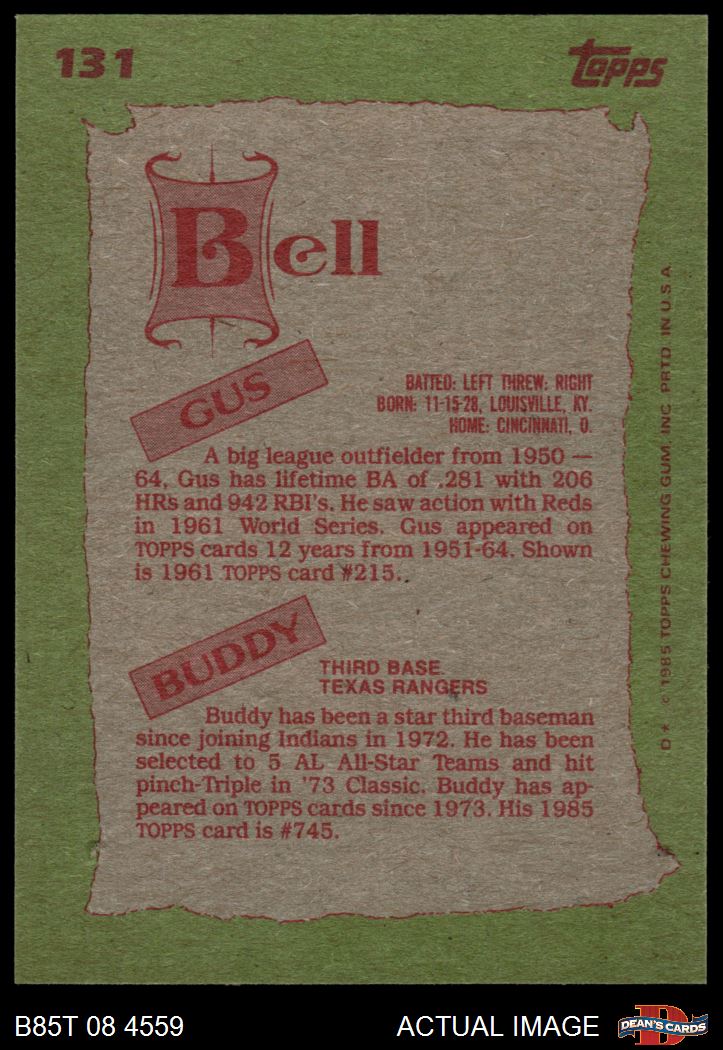 131
TOPPS
Bell
GUS
BATTED: LEFT THREW: RIGHT
BORN: 11-15-28, LOUISVILLE, KY.
HOME: CINCINNATI, O.
A big league outfielder from 1950 —
64, Gus has lifetime BA of .281 with 206
HRs and 942 RBI's. He saw action with Reds
in 1961 World Series. Gus appeared on
TOPPS cards 12 years from 1951-64. Shown
is 1961 TOPPS card #215.
BUDDY
THIRD BASE
TEXAS RANGERS
Buddy has been a star third baseman
since joining Indians in 1972. He has been
selected to 5 AL All-Star Teams and hit
pinch-Triple in '73 Classic. Buddy has ap-
peared on TOPPS cards since 1973. His 1985
TOPPS card is #745.
D* © 1985 TOPPS CHEWING GUM, INC. PRTD. IN U.S.A.
B85T 08 4559
ACTUAL IMAGE
D
DEAN'S CARDS